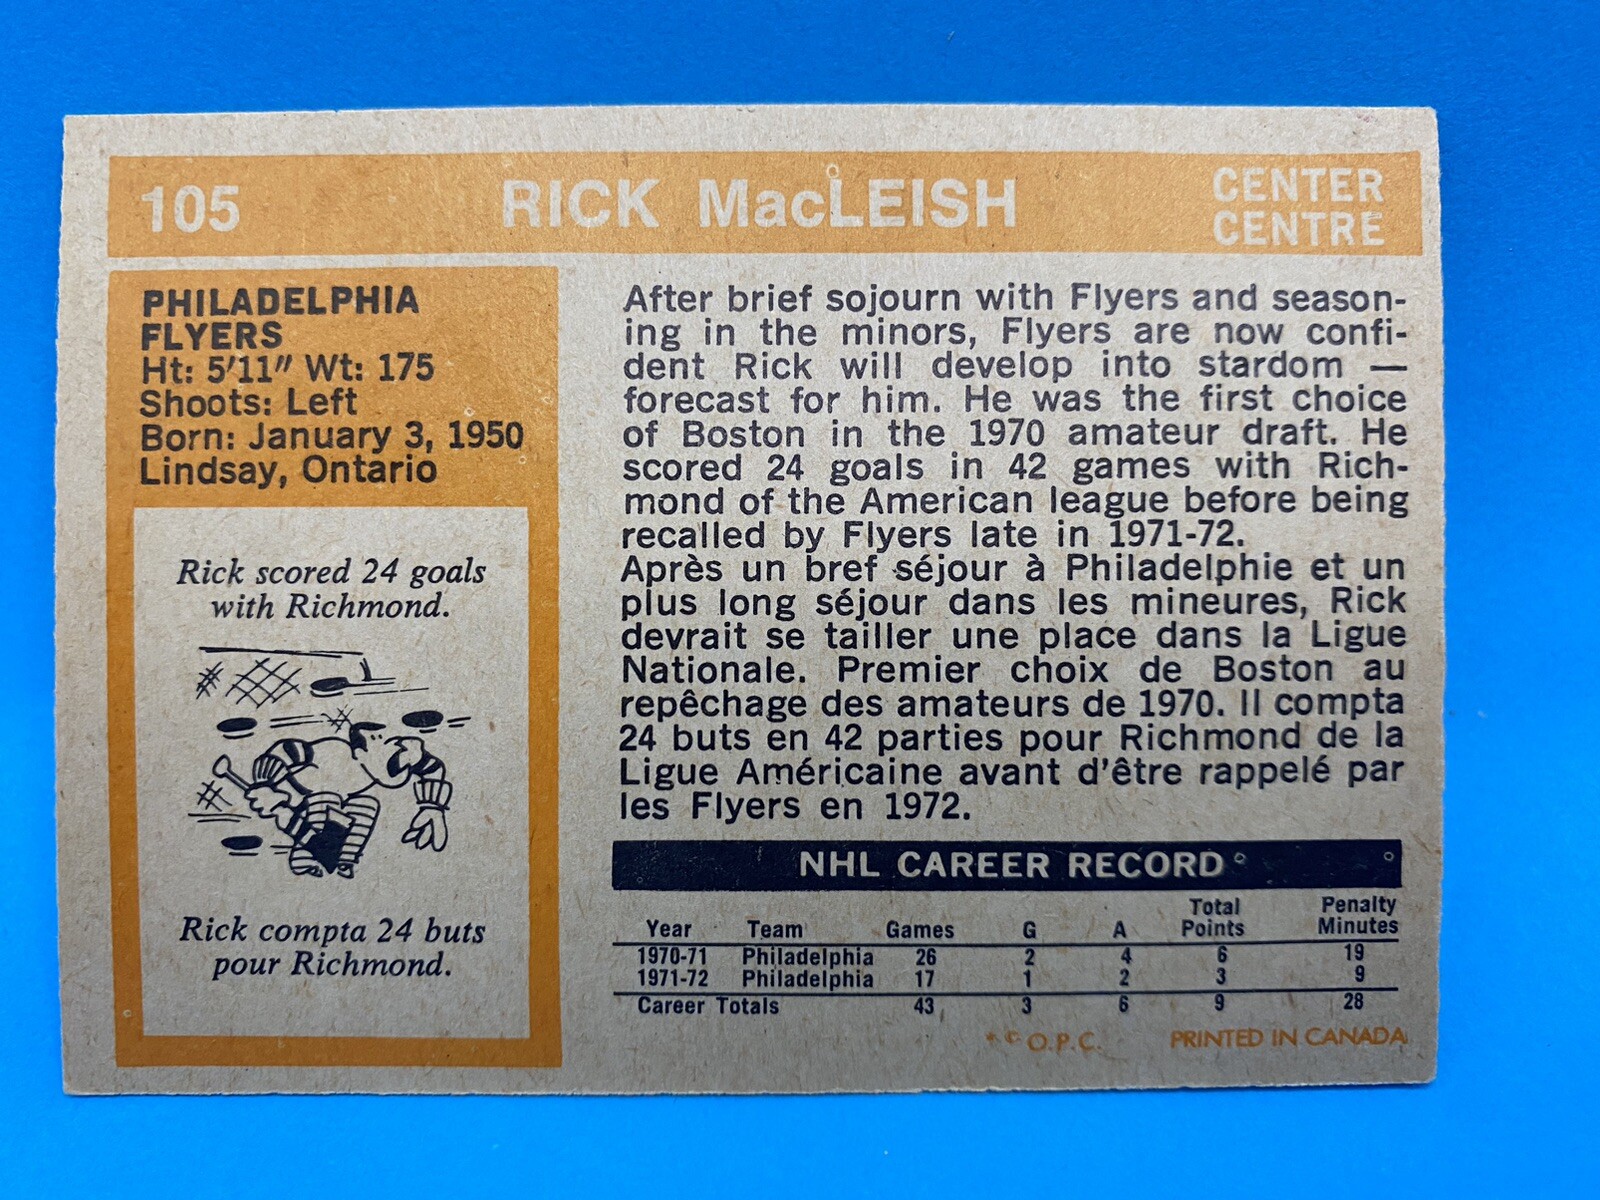 105 RICK MacLEISH CENTER
CENTRE
PHILADELPHIA
FLYERS
Ht: 5'11" Wt: 175
Shoots: Left
Born: January 3, 1950
Lindsay, Ontario
Rick scored 24 goals
with Richmond.
Rick compta 24 buts
pour Richmond.
After brief sojourn with Flyers and season-
ing in the minors, Flyers are now confi-
dent Rick will develop into stardom —
forecast for him. He was the first choice
of Boston in the 1970 amateur draft. He
scored 24 goals in 42 games with Rich-
mond of the American league before being
recalled by Flyers late in 1971-72.
Après un bref séjour à Philadelphie et un
plus long séjour dans les mineures, Rick
devrait se tailler une place dans la Ligue
Nationale. Premier choix de Boston au
repêchage des amateurs de 1970. Il compta
24 buts en 42 parties pour Richmond de la
Ligue Américaine avant d'être rappelé par
les Flyers en 1972.
NHL CAREER RECORD
Year Team Games G A Total Points Penalty Minutes
1970-71 Philadelphia 26 2 4 6 19
1971-72 Philadelphia 17 1 2 3 9
Career Totals 43 3 6 9 28
**© O.P.C. PRINTED IN CANADA